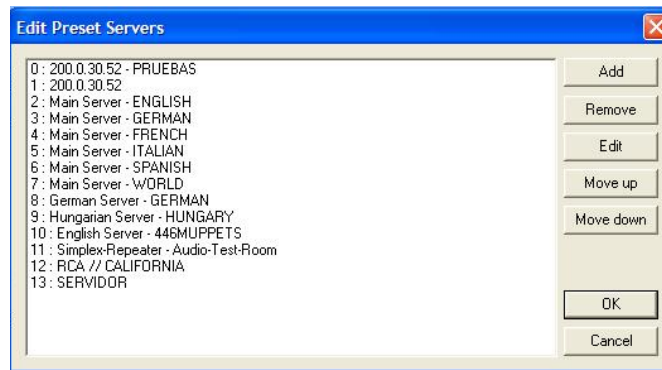 Edit Preset Servers
0 : 200.0.30.52 - PRUEBAS
1 : 200.0.30.52
2 : Main Server - ENGLISH
3 : Main Server - GERMAN
4 : Main Server - FRENCH
5 : Main Server - ITALIAN
6 : Main Server - SPANISH
7 : Main Server - WORLD
8 : German Server - GERMAN
9 : Hungarian Server - HUNGARY
10 : English Server - 446MUPPETS
11 : Simplex-Repeater - Audio-Test-Room
12 : RCA // CALIFORNIA
13 : SERVIDOR
Add
Remove
Edit
Move up
Move down
OK
Cancel